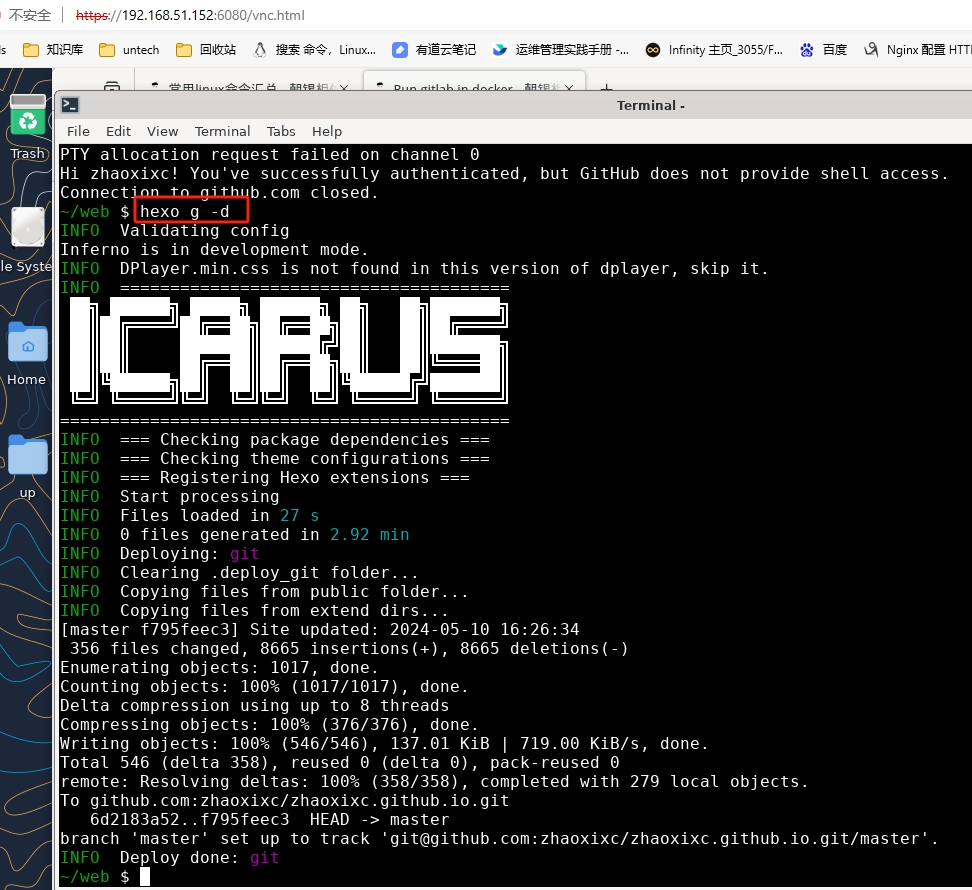 不安全 https://192.168.51.152:6080/vnc.html
ls 知识库 untech 回收站 搜索 命令，Linux... 有道云笔记 运维管理实践手册 -... Infinity 主页_3055/F... 百度 Nginx 配置 HTT
常用linux命令汇总 Run gitlab in docker
Terminal -
File Edit View Terminal Tabs Help
Trash
le Syste
Home
up
PTY allocation request failed on channel 0
Hi zhaoxixc! You've successfully authenticated, but GitHub does not provide shell access.
Connection to github.com closed.
~/web $ hexo g -d
INFO  Validating config
Inferno is in development mode.
INFO  DPlayer.min.css is not found in this version of dplayer, skip it.
INFO  =======================================
ICARUS
=============================================
INFO  === Checking package dependencies ===
INFO  === Checking theme configurations ===
INFO  === Registering Hexo extensions ===
INFO  Start processing
INFO  Files loaded in 27 s
INFO  0 files generated in 2.92 min
INFO  Deploying: git
INFO  Clearing .deploy_git folder...
INFO  Copying files from public folder...
INFO  Copying files from extend dirs...
[master f795feec3] Site updated: 2024-05-10 16:26:34
 356 files changed, 8665 insertions(+), 8665 deletions(-)
Enumerating objects: 1017, done.
Counting objects: 100% (1017/1017), done.
Delta compression using up to 8 threads
Compressing objects: 100% (376/376), done.
Writing objects: 100% (546/546), 137.01 KiB | 719.00 KiB/s, done.
Total 546 (delta 358), reused 0 (delta 0), pack-reused 0
remote: Resolving deltas: 100% (358/358), completed with 279 local objects.
To github.com:zhaoxixc/zhaoxixc.github.io.git
   6d2183a52..f795feec3  HEAD -> master
branch 'master' set up to track 'git@github.com:zhaoxixc/zhaoxixc.github.io.git/master'.
INFO  Deploy done: git
~/web $